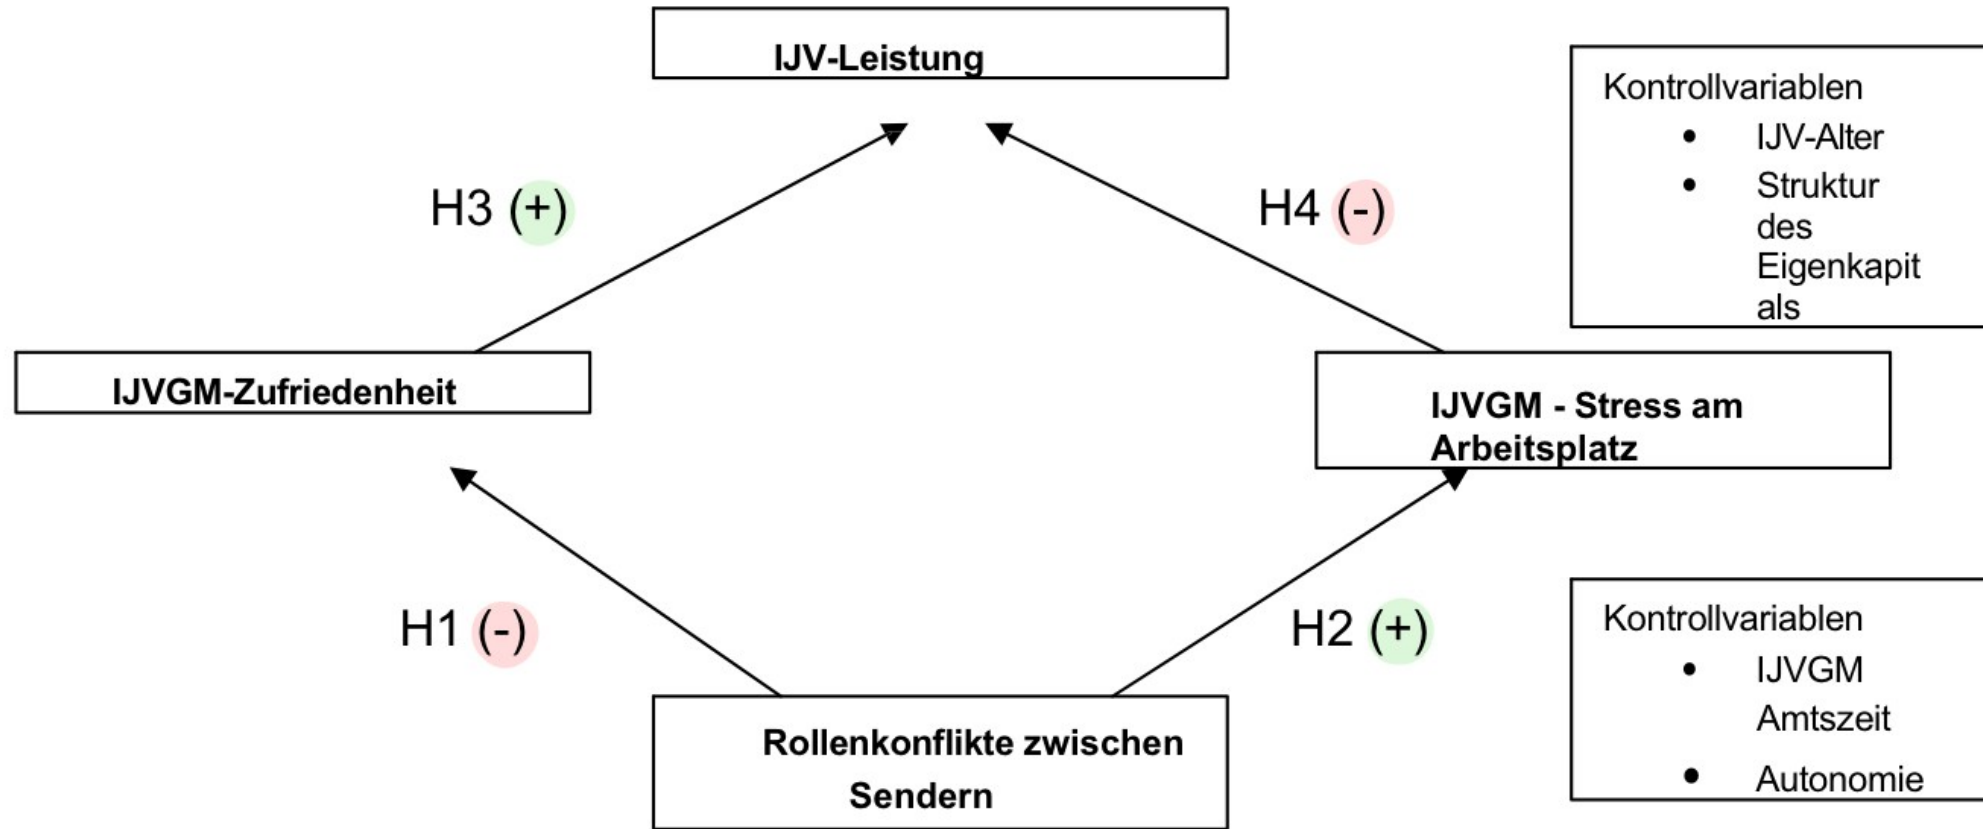 IJV-Leistung
Kontrollvariablen
• IJV-Alter
• Struktur
des
Eigenkapit
als
H3 (+)
H4 (-)
IJVGM-Zufriedenheit
IJVGM - Stress am
Arbeitsplatz
H1 (-)
H2 (+)
Kontrollvariablen
• IJVGM
Amtszeit
• Autonomie
Rollenkonflikte zwischen
Sendern